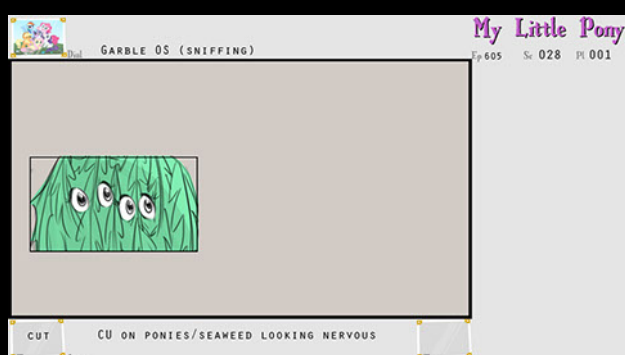 My Little Pony
Dial GARBLE OS (SNIFFING)
Ep 605 Sc 028 Pl 001
CUT CU ON PONIES/SEAWEED LOOKING NERVOUS